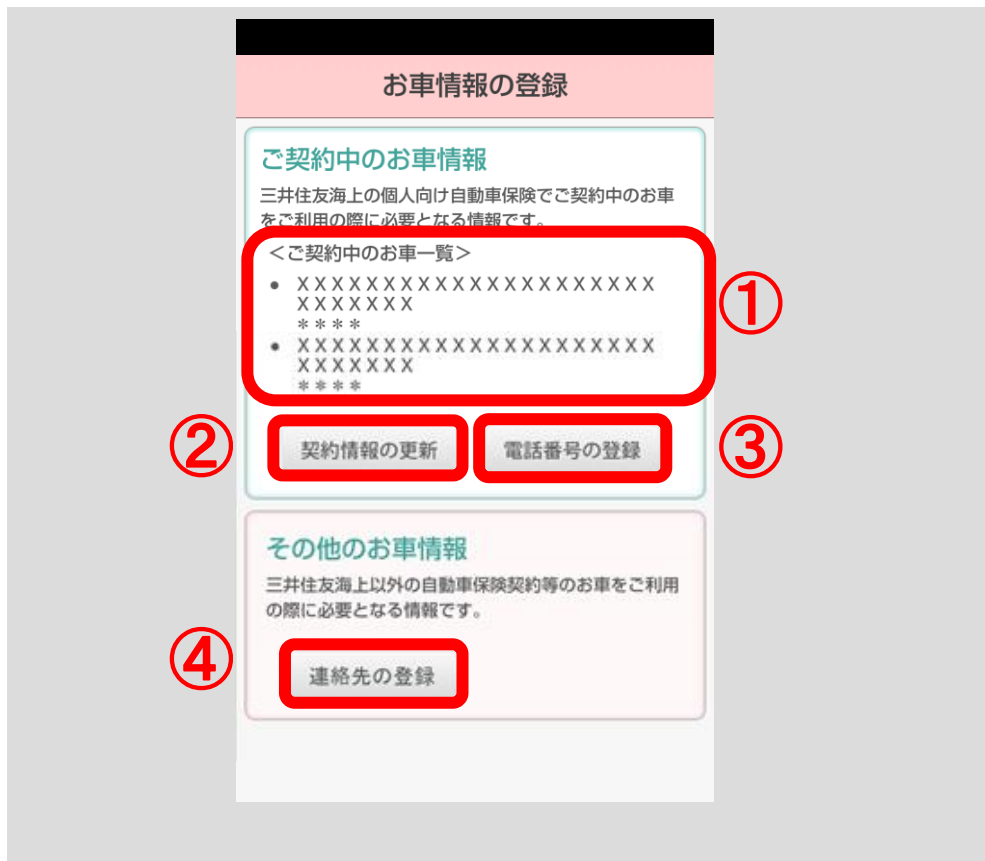 お車情報の登録
ご契約中のお車情報
三井住友海上の個人向け自動車保険でご契約中のお車
をご利用の際に必要となる情報です。
＜ご契約中のお車一覧＞
● ＸＸＸＸＸＸＸＸＸＸＸＸＸＸＸＸＸＸＸＸＸ
ＸＸＸＸＸＸＸ
＊＊＊＊
● ＸＸＸＸＸＸＸＸＸＸＸＸＸＸＸＸＸＸＸＸＸ
ＸＸＸＸＸＸＸ
＊＊＊＊
①
② 契約情報の更新 電話番号の登録 ③
その他のお車情報
三井住友海上以外の自動車保険契約等のお車をご利用
の際に必要となる情報です。
④ 連絡先の登録